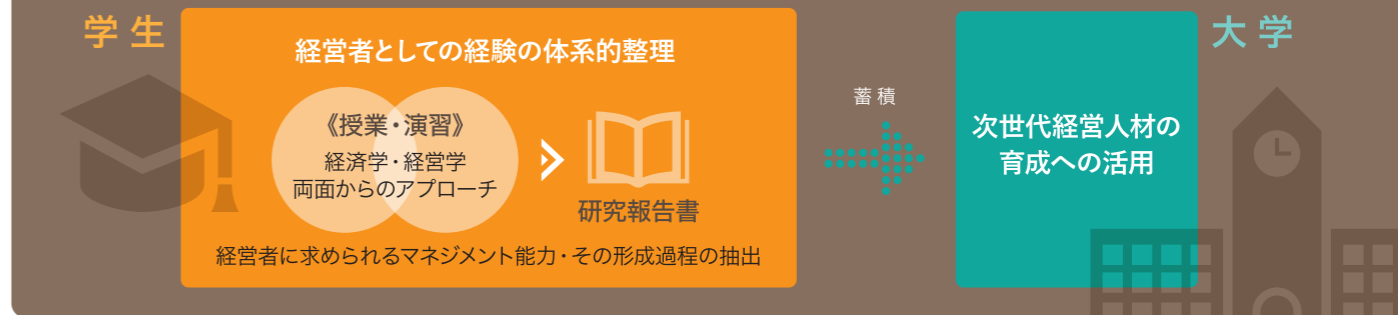 学生
経営者としての経験の体系的整理
《授業・演習》
経済学・経営学
両面からのアプローチ
研究報告書
経営者に求められるマネジメント能力・その形成過程の抽出
蓄積
次世代経営人材の
育成への活用
大学